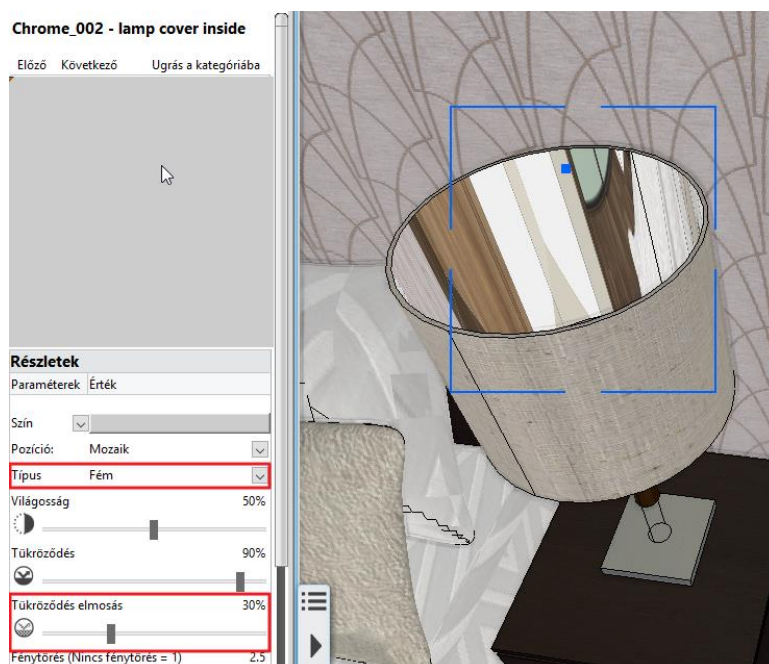 Chrome_002 - lamp cover inside
Előző Következő Ugrás a kategóriába
Részletek
Paraméterek Érték
Szín
Pozíció: Mozaik
Típus Fém
Világosság 50%
Tükröződés 90%
Tükröződés elmosás 30%
Fénytörés (Nincs fénytörés = 1) 2.5